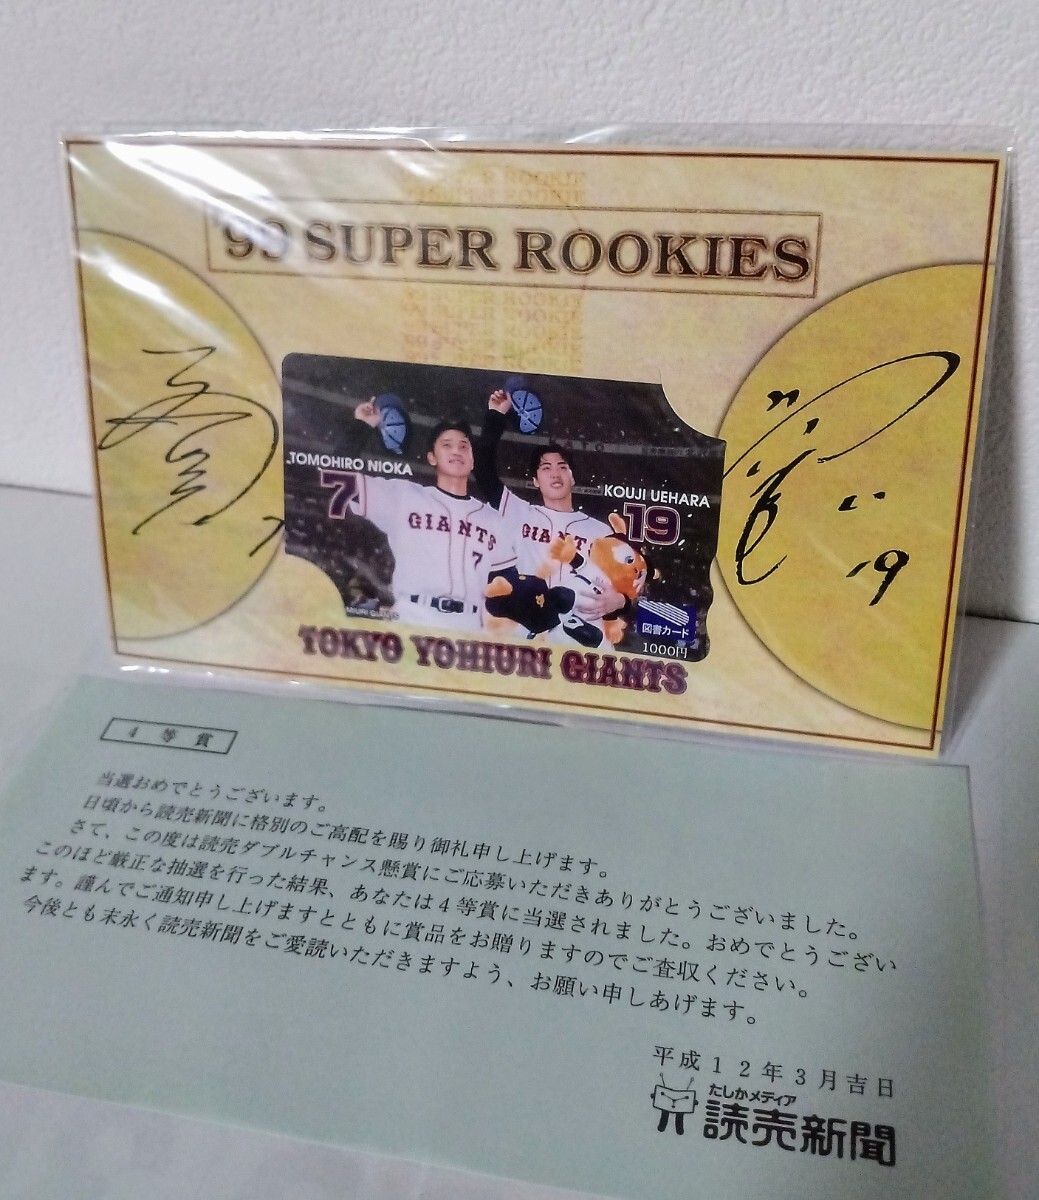 '99 SUPER ROOKIES
TOMOHIRO NIOKA
7
KOUJI UEHARA
19
GIANTS
7
GIANT
図書カード
1000円
TOKYO YOHIURI GIANTS
7
19
4等賞
当選おめでとうございます。
日頃から読売新聞に格別のご高配を賜り御礼申し上げます。
さて、この度は読売ダブルチャンス懸賞にご応募いただきありがとうございました。
このほど厳正な抽選を行った結果、あなたは4等賞に当選されました。おめでとうござい
ます。謹んでご通知申し上げますとともに賞品をお贈りますのでご査収ください。
今後とも末永く読売新聞をご愛読いただきますよう、お願い申しあげます。
平成12年3月吉日
たしかメディア
読売新聞